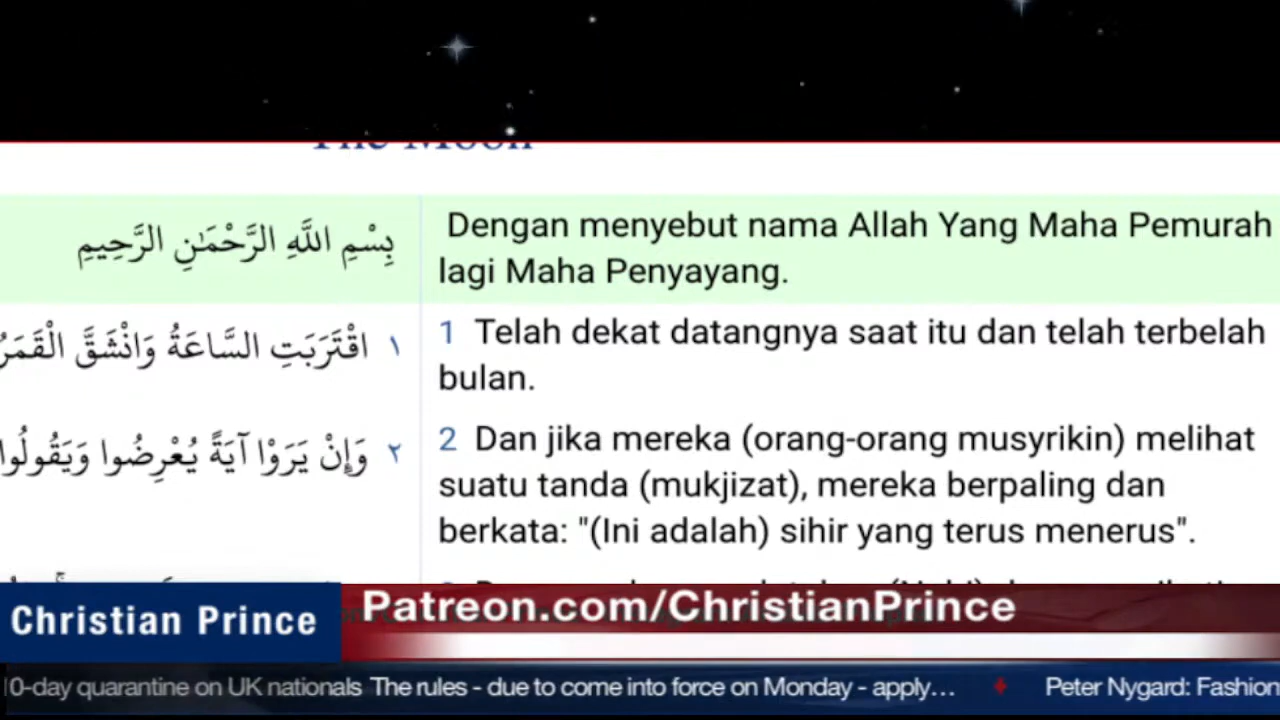 The Moon
بِسْمِ اللَّهِ الرَّحْمَٰنِ الرَّحِيمِ
Dengan menyebut nama Allah Yang Maha Pemurah
lagi Maha Penyayang.
١ اقْتَرَبَتِ السَّاعَةُ وَانْشَقَّ الْقَمَرُ
1 Telah dekat datangnya saat itu dan telah terbelah
bulan.
٢ وَإِنْ يَرَوْا آيَةً يُعْرِضُوا وَيَقُولُوا
2 Dan jika mereka (orang-orang musyrikin) melihat
suatu tanda (mukjizat), mereka berpaling dan
berkata: "(Ini adalah) sihir yang terus menerus".
Christian Prince
Patreon.com/ChristianPrince
0-day quarantine on UK nationals The rules - due to come into force on Monday - apply... Peter Nygard: Fashion